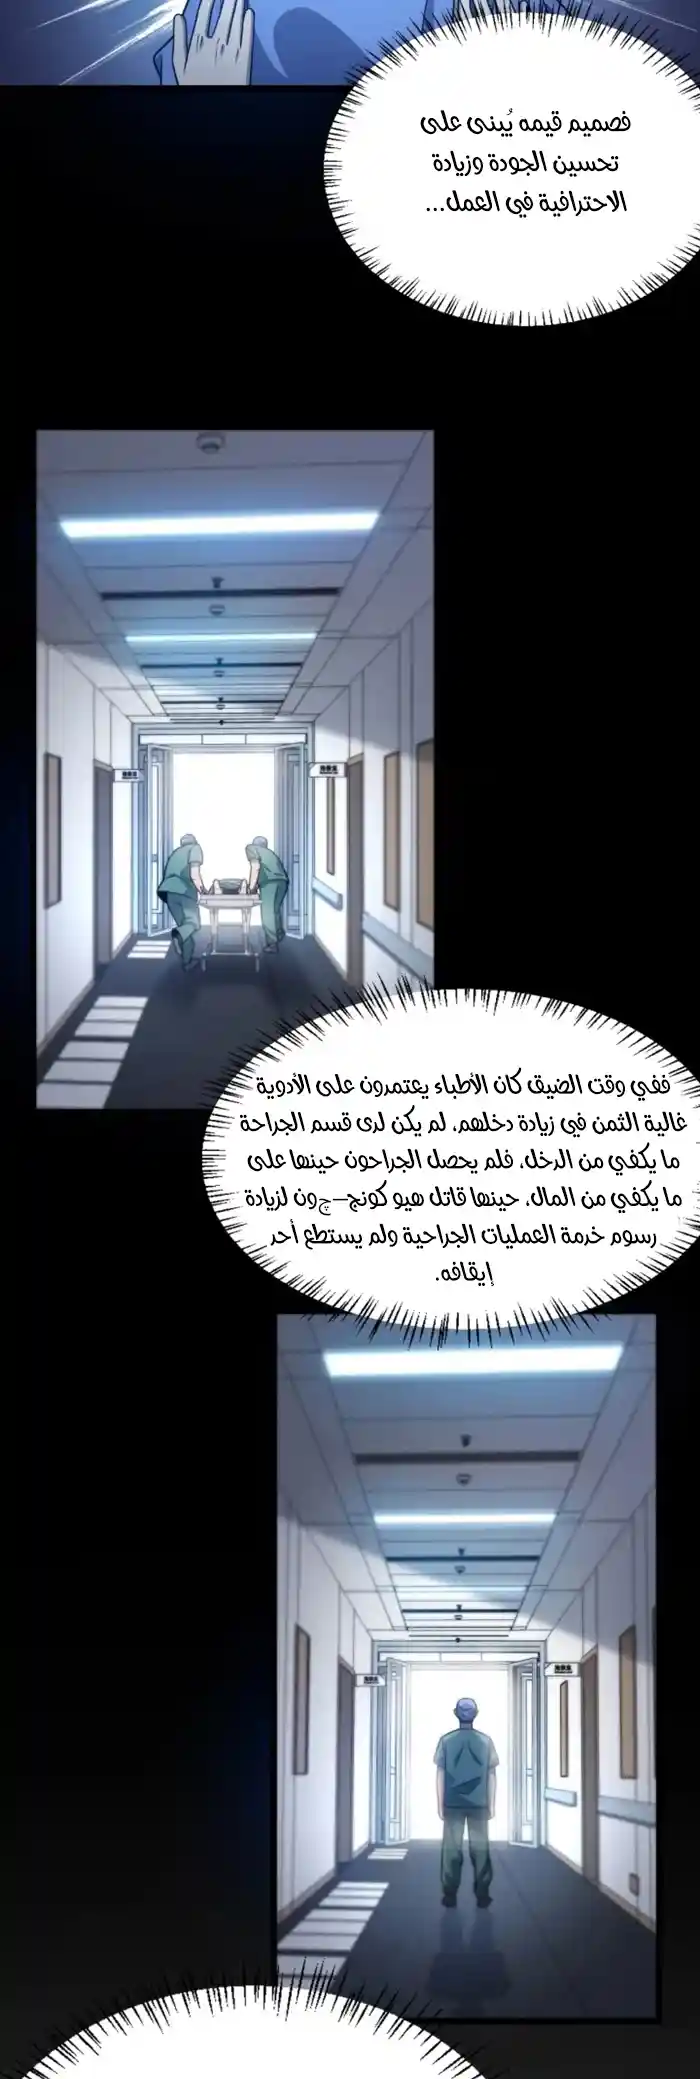 فصميم قيمه يُبنى على
تحسين الجودة وزيادة
الاحترافية في العمل...
ففي وقت الضيق كان الأطباء يعتمدون على الأدوية
غالية الثمن في زيادة دخلهم، لم يكن لدى قسم الجراحة
ما يكفي من الدخل، فلم يحصل الجراحون حينها على
ما يكفي من المال، حينها قاتل هيو كونج-چون لزيادة
رسوم خدمة العمليات الجراحية ولم يستطع أحد
إيقافه.